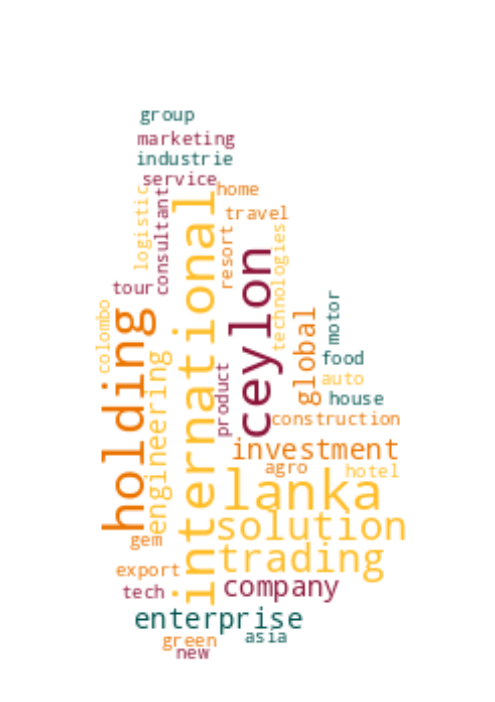 group
marketing
industrie
service
home
logistic
consultant
international
travel
resort
technologies
ceylon
tour
colombo
holding
global
motor
food
engineering
product
auto
house
construction
investment
agro
hotel
lanka
solution
gem
trading
export
tech
company
enterprise
green
asia
new